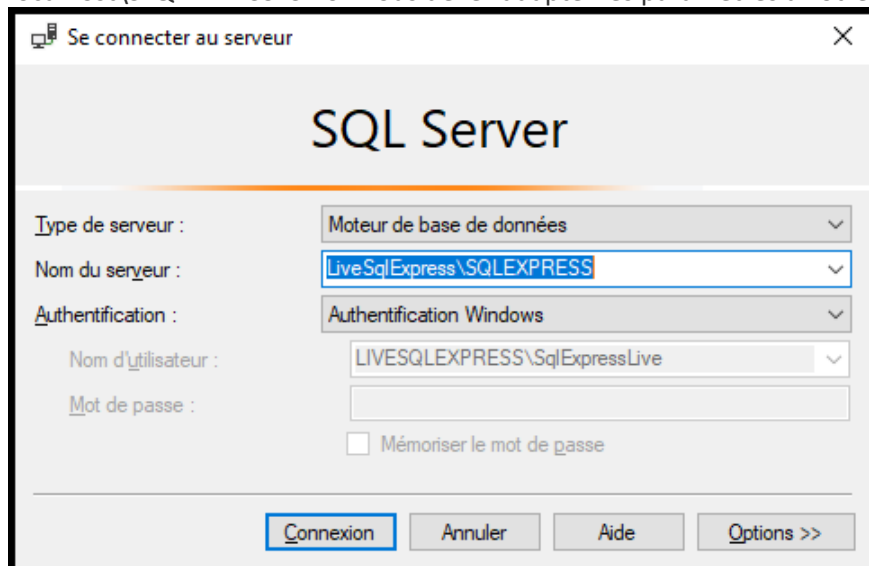 Se connecter au serveur
SQL Server
Type de serveur :
Moteur de base de données
Nom du serveur :
LiveSqlExpress\SQLEXPRESS
Authentification :
Authentification Windows
Nom d'utilisateur :
LIVESQLEXPRESS\SqlExpressLive
Mot de passe :
Mémoriser le mot de passe
Connexion
Annuler
Aide
Options >>